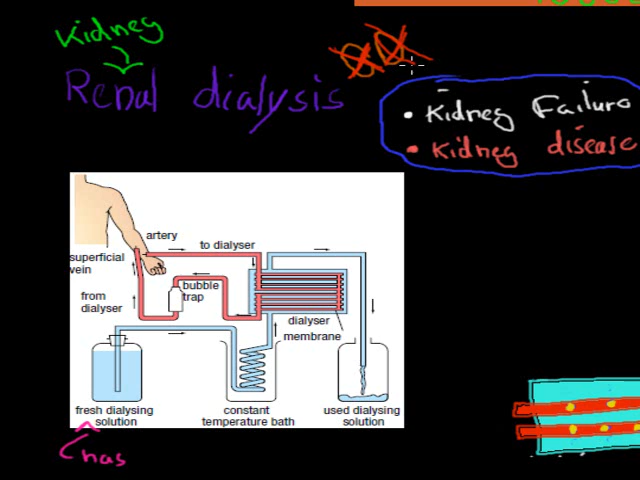 Kidney
Renal dialysis
• Kidney Failure
• Kidney disease
artery
to dialyser
superficial
vein
bubble
trap
from
dialyser
dialyser
membrane
fresh dialysing
solution
constant
temperature bath
used dialysing
solution
has